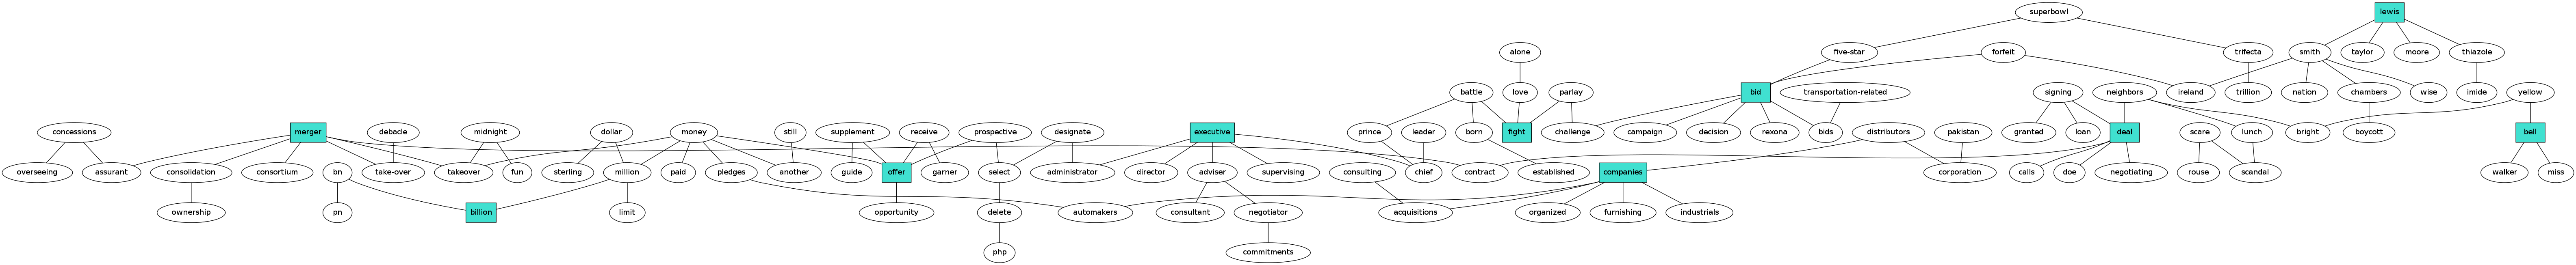 superbowl
lewis
alone
five-star
forfeit
trifecta
smith
taylor
moore
thiazole
battle
love
parlay
bid
transportation-related
signing
neighbors
ireland
trillion
nation
chambers
wise
imide
yellow
concessions
merger
debacle
midnight
dollar
money
still
supplement
receive
prospective
designate
executive
prince
leader
born
fight
challenge
campaign
decision
rexona
bids
distributors
pakistan
granted
loan
deal
scare
lunch
bright
boycott
bell
overseeing
assurant
consolidation
consortium
bn
take-over
takeover
fun
sterling
million
paid
pledges
another
guide
offer
garner
select
administrator
director
adviser
supervising
consulting
chief
contract
established
companies
corporation
calls
doe
negotiating
rouse
scandal
walker
miss
ownership
pn
billion
limit
opportunity
delete
automakers
consultant
negotiator
acquisitions
organized
furnishing
industrials
php
commitments